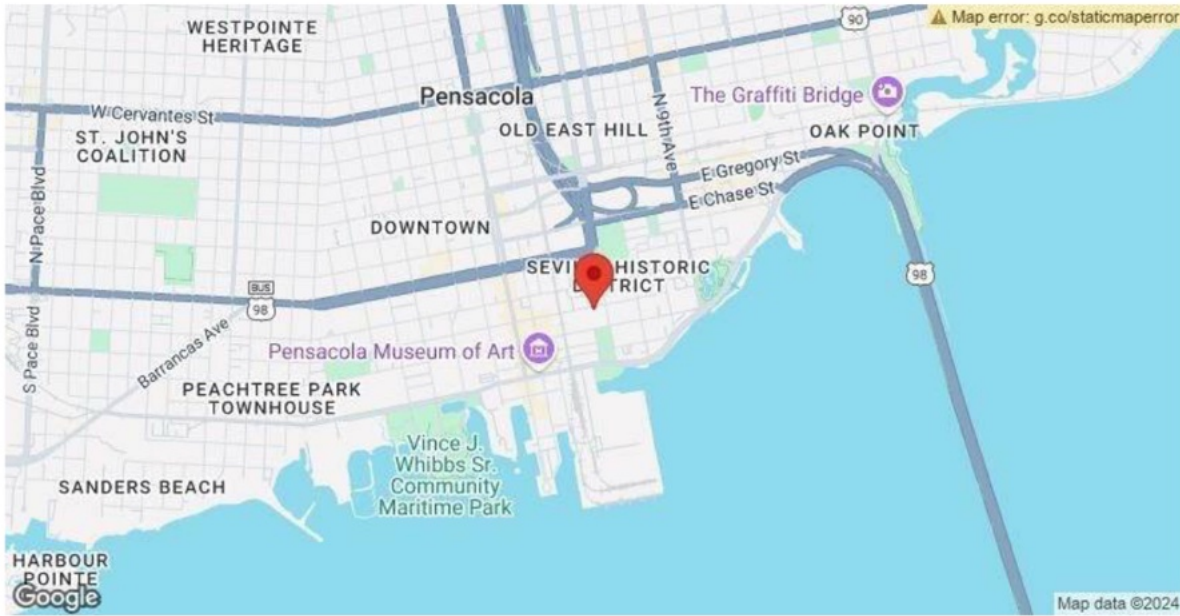 WESTPOINTE
HERITAGE
90
Map error: g.co/staticmaperror
Pensacola
The Graffiti Bridge
W Cervantes St
OLD EAST HILL
N 9th Ave
OAK POINT
ST. JOHN'S
COALITION
E Gregory St
E Chase St
N Pace Blvd
DOWNTOWN
HISTORIC
98
BUS
98
Barrancas Ave
S Pace Blvd
Pensacola Museum of Art
PEACHTREE PARK
TOWNHOUSE
Vince J.
Whibbs Sr.
Community
Maritime Park
SANDERS BEACH
HARBOUR
POINTE
Google
Map data ©2024